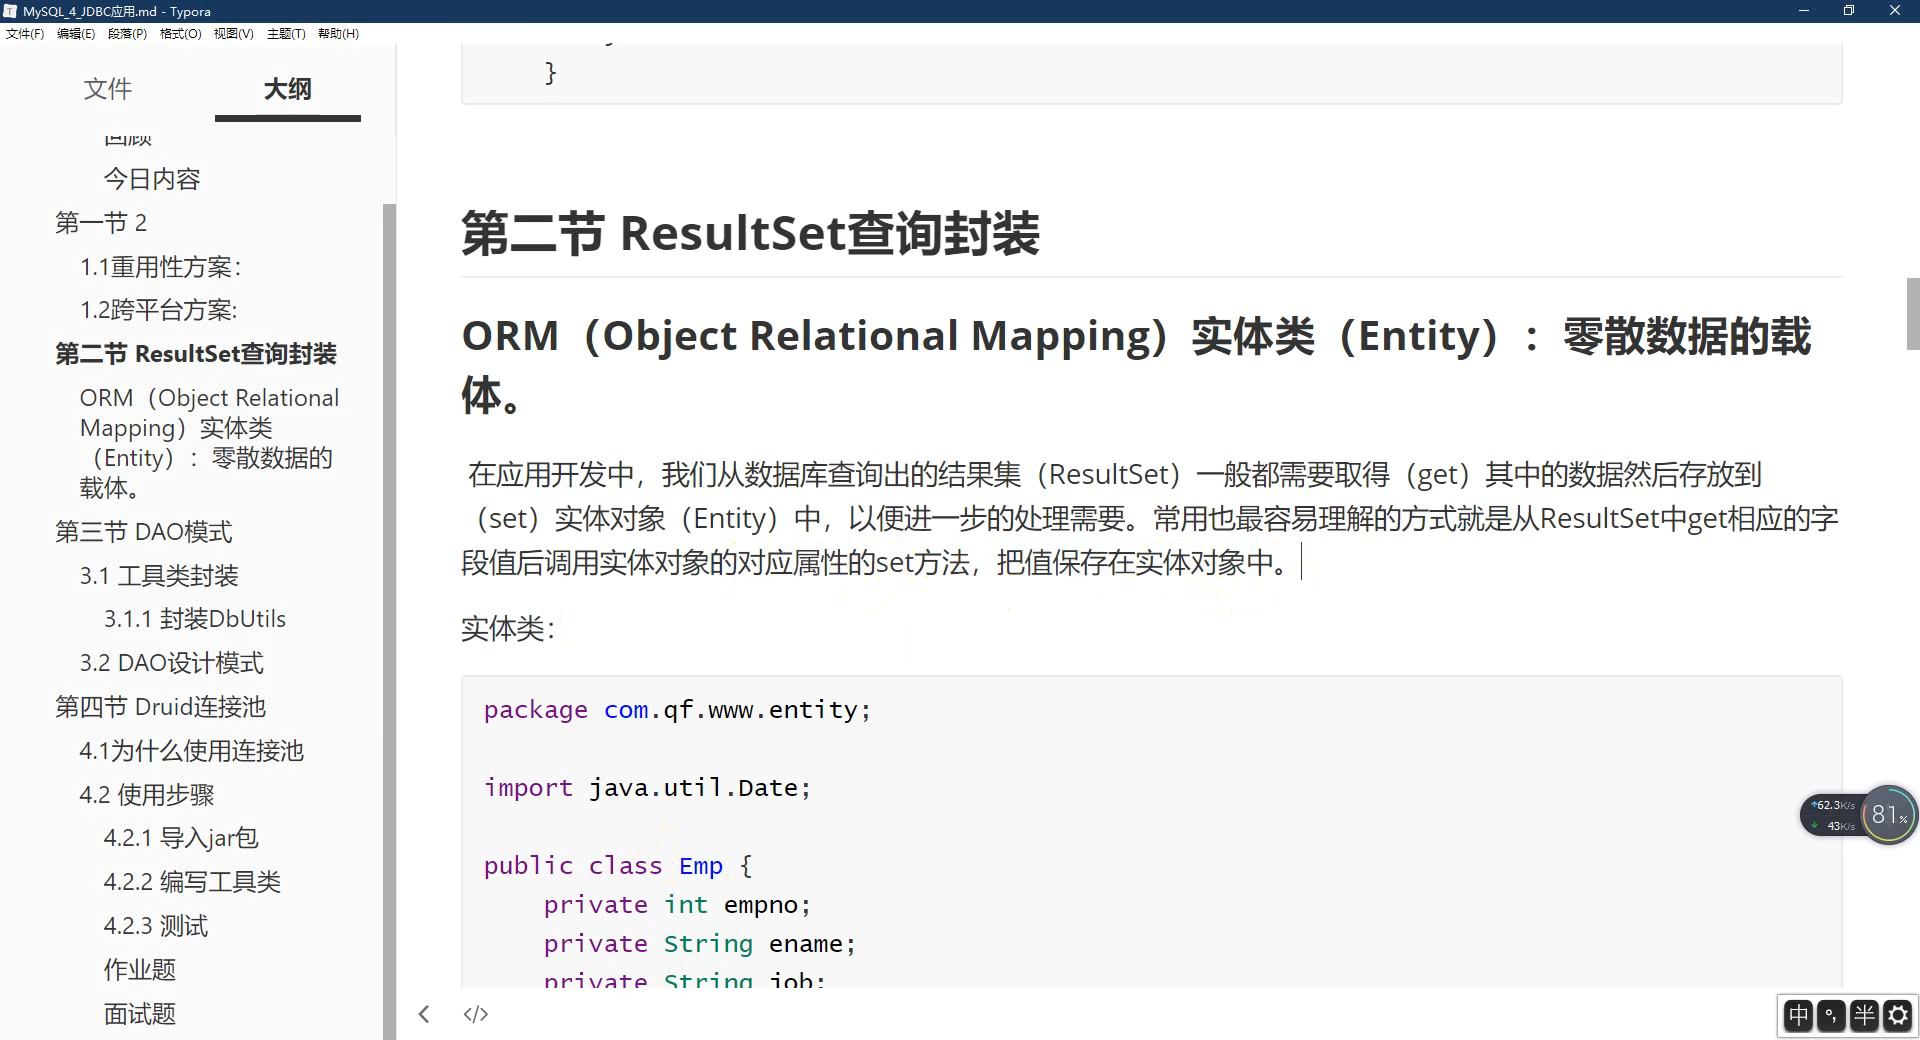 MySQL_4_JDBC应用.md - Typora
文件(F) 编辑(E) 段落(P) 格式(O) 视图(V) 主题(T) 帮助(H)
文件 大纲
回顾
今日内容
第一节 2
1.1重用性方案：
1.2跨平台方案:
第二节 ResultSet查询封装
ORM（Object Relational
Mapping）实体类
（Entity）：零散数据的
载体。
第三节 DAO模式
3.1 工具类封装
3.1.1 封装DbUtils
3.2 DAO设计模式
第四节 Druid连接池
4.1为什么使用连接池
4.2 使用步骤
4.2.1 导入jar包
4.2.2 编写工具类
4.2.3 测试
作业题
面试题
}
第二节 ResultSet查询封装
ORM（Object Relational Mapping）实体类（Entity）：零散数据的载
体。
在应用开发中，我们从数据库查询出的结果集（ResultSet）一般都需要取得（get）其中的数据然后存放到
（set）实体对象（Entity）中，以便进一步的处理需要。常用也最容易理解的方式就是从ResultSet中get相应的字
段值后调用实体对象的对应属性的set方法，把值保存在实体对象中。
实体类：
package com.qf.www.entity;
import java.util.Date;
public class Emp {
private int empno;
private String ename;
private String job;
</>
62.3K/s
43K/s
81%
中 °, 半